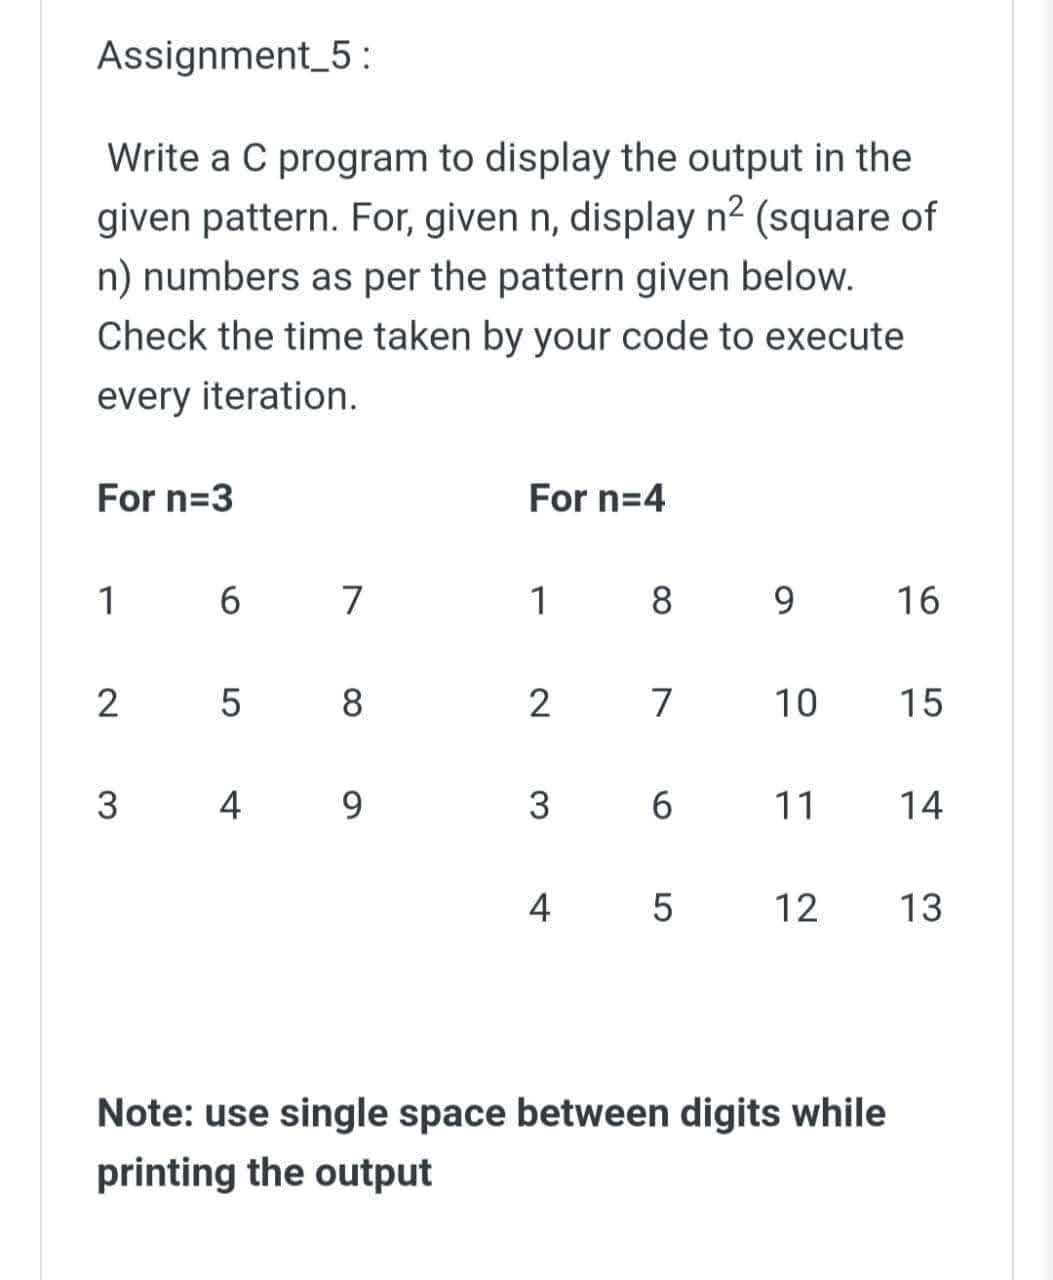 Assignment_5 :
Write a C program to display the output in the
given pattern. For, given n, display n² (square of
n) numbers as per the pattern given below.
Check the time taken by your code to execute
every iteration.
For n=3 For n=4
1 6 7 1 8 9 16
2 5 8 2 7 10 15
3 4 9 3 6 11 14
4 5 12 13
Note: use single space between digits while
printing the output